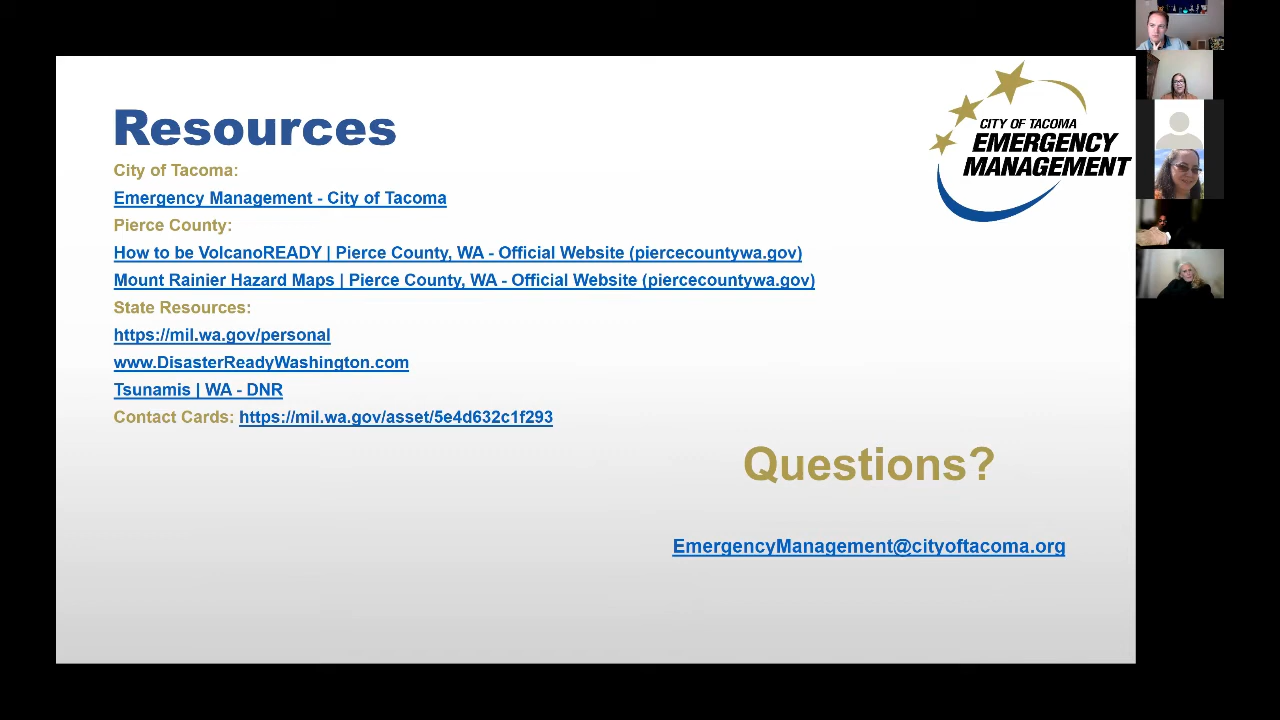 Resources
City of Tacoma:
Emergency Management - City of Tacoma
Pierce County:
How to be VolcanoREADY | Pierce County, WA - Official Website (piercecountywa.gov)
Mount Rainier Hazard Maps | Pierce County, WA - Official Website (piercecountywa.gov)
State Resources:
https://mil.wa.gov/personal
www.DisasterReadyWashington.com
Tsunamis | WA - DNR
Contact Cards: https://mil.wa.gov/asset/5e4d632c1f293
CITY OF TACOMA
EMERGENCY
MANAGEMENT
Questions?
EmergencyManagement@cityoftacoma.org